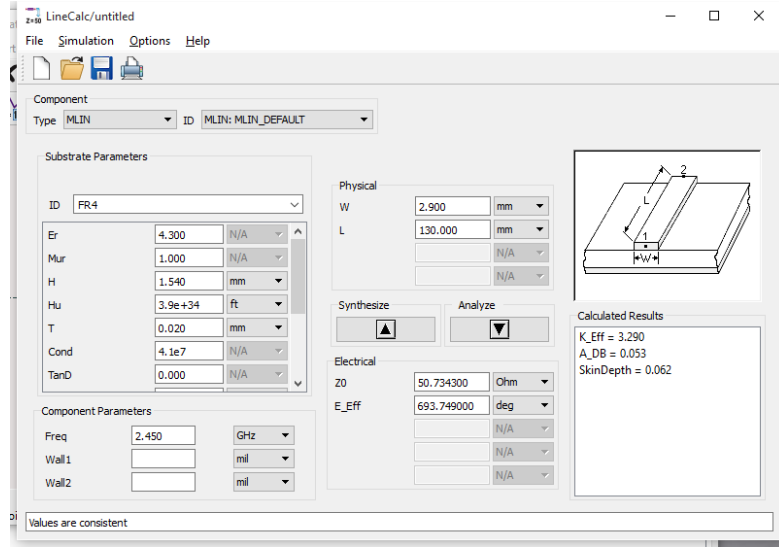 LineCalc/untitled
File Simulation Options Help
Component
Type MLIN ID MLIN: MLIN_DEFAULT
Substrate Parameters
ID FR4
Er 4.300 N/A
Mur 1.000 N/A
H 1.540 mm
Hu 3.9e+34 ft
T 0.020 mm
Cond 4.1e7 N/A
TanD 0.000 N/A
Component Parameters
Freq 2.450 GHz
Wall1 mil
Wall2 mil
Physical
W 2.900 mm
L 130.000 mm
N/A
N/A
Synthesize Analyze
Electrical
Z0 50.734300 Ohm
E_Eff 693.749000 deg
N/A
N/A
N/A
2
L
1
W
Calculated Results
K_Eff = 3.290
A_DB = 0.053
SkinDepth = 0.062
Values are consistent